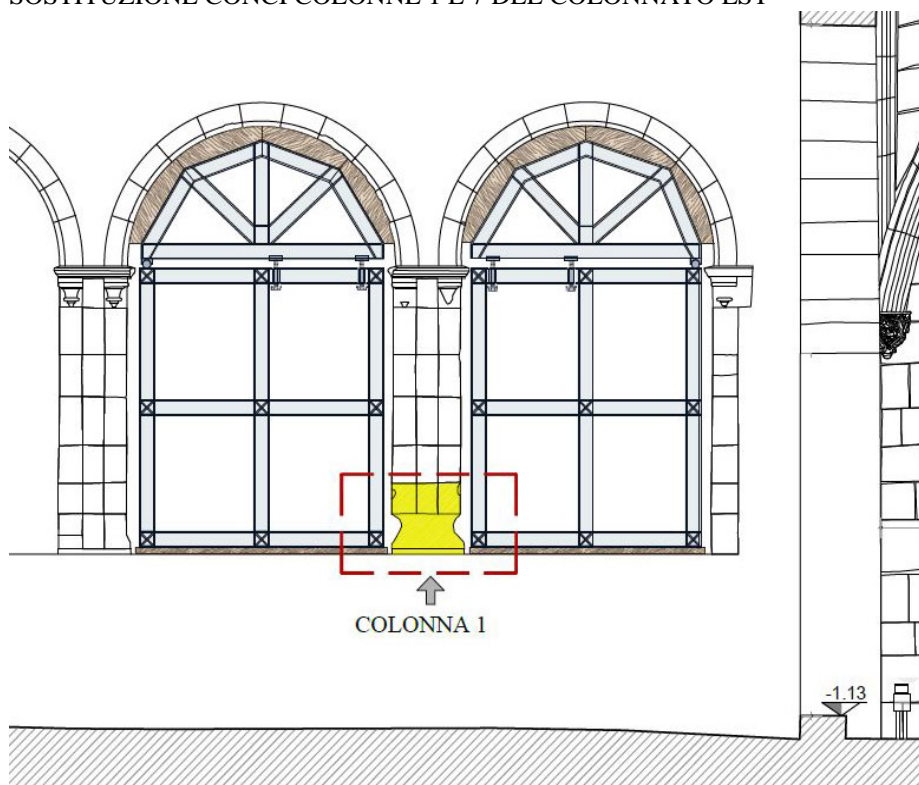 SOSTITUZIONE CONCI COLONNE 1 E 7 DEL COLONNATO EST
-1.13
COLONNA 1